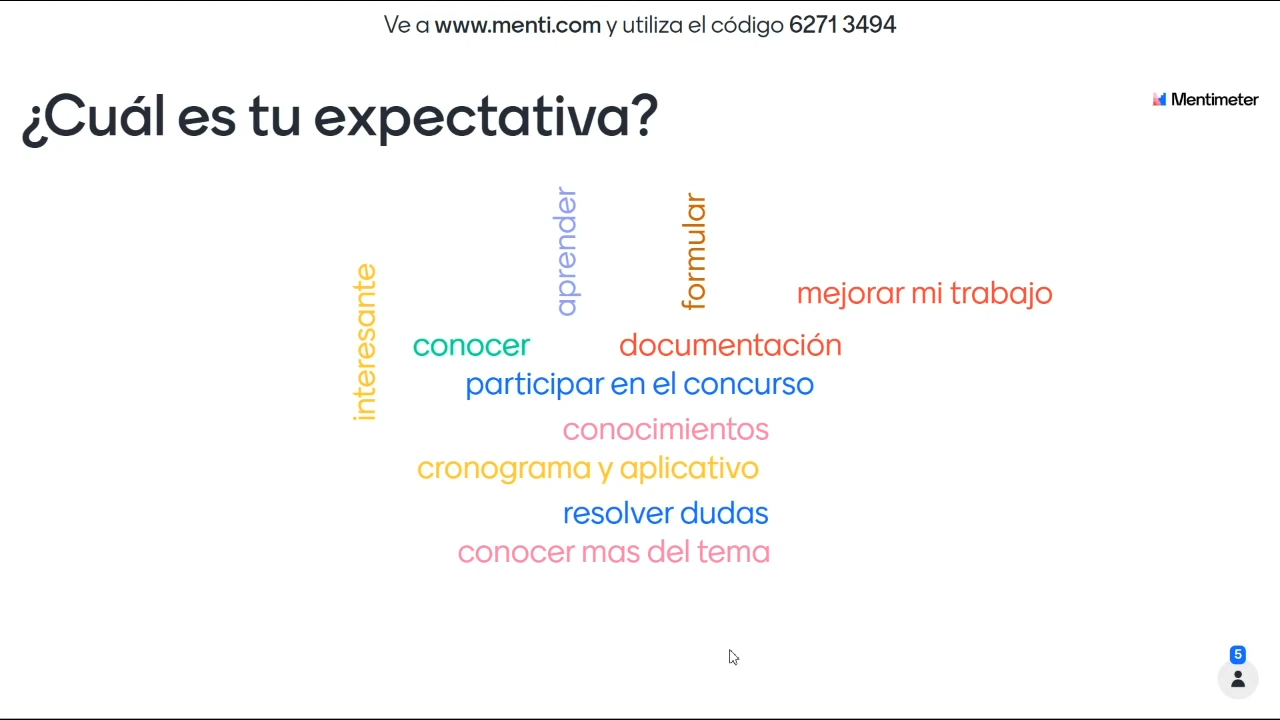 Ve a www.menti.com y utiliza el código 6271 3494
¿Cuál es tu expectativa?
Mentimeter
aprender
formular
interesante
mejorar mi trabajo
conocer
documentación
participar en el concurso
conocimientos
cronograma y aplicativo
resolver dudas
conocer mas del tema
5